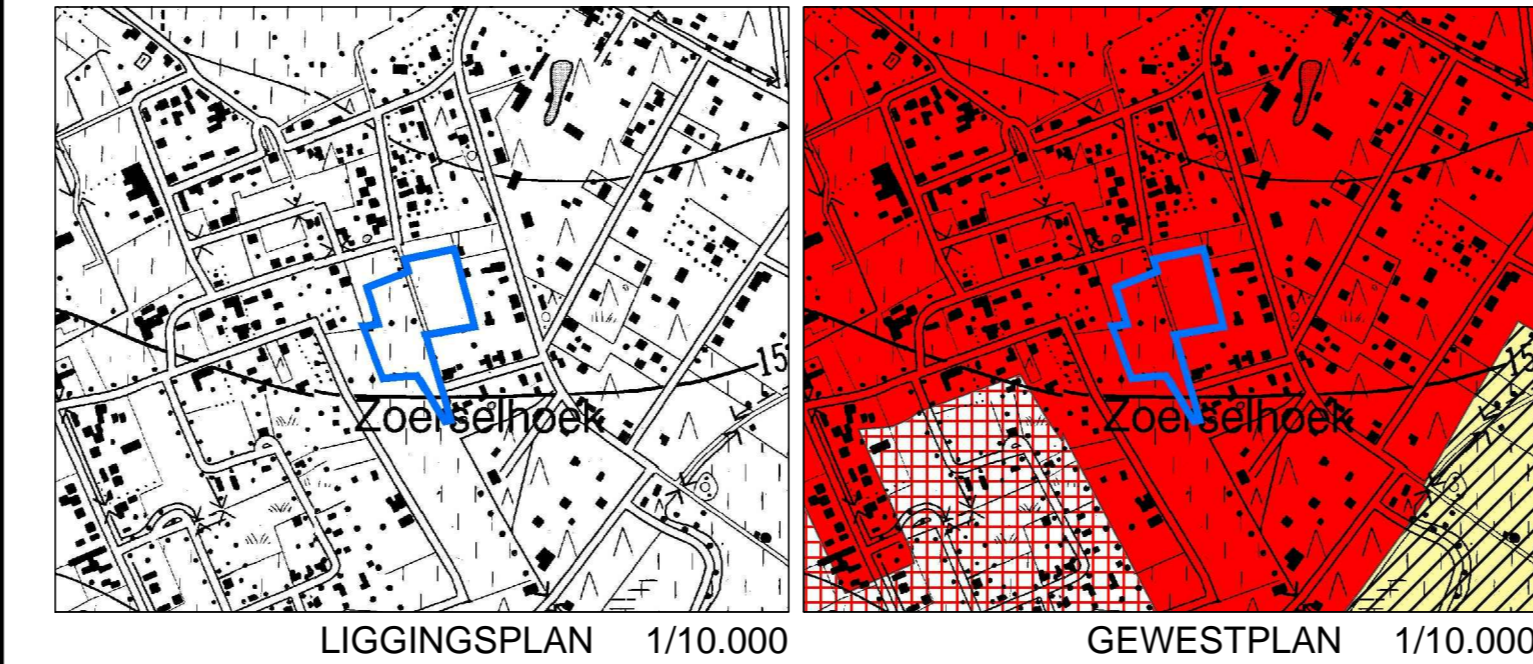 15
Zoerselhoek
15
Zoerselhoek
LIGGINGSPLAN 1/10.000
GEWESTPLAN 1/10.000